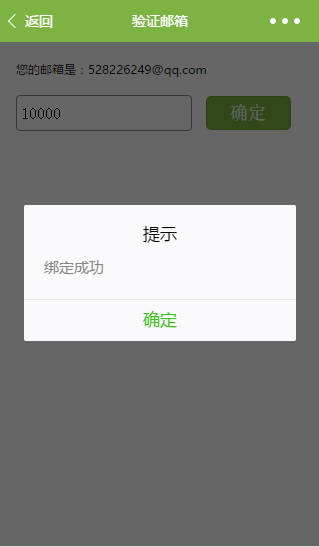 返回
验证邮箱
您的邮箱是：528226249@qq.com
10000
确定
提示
绑定成功
确定